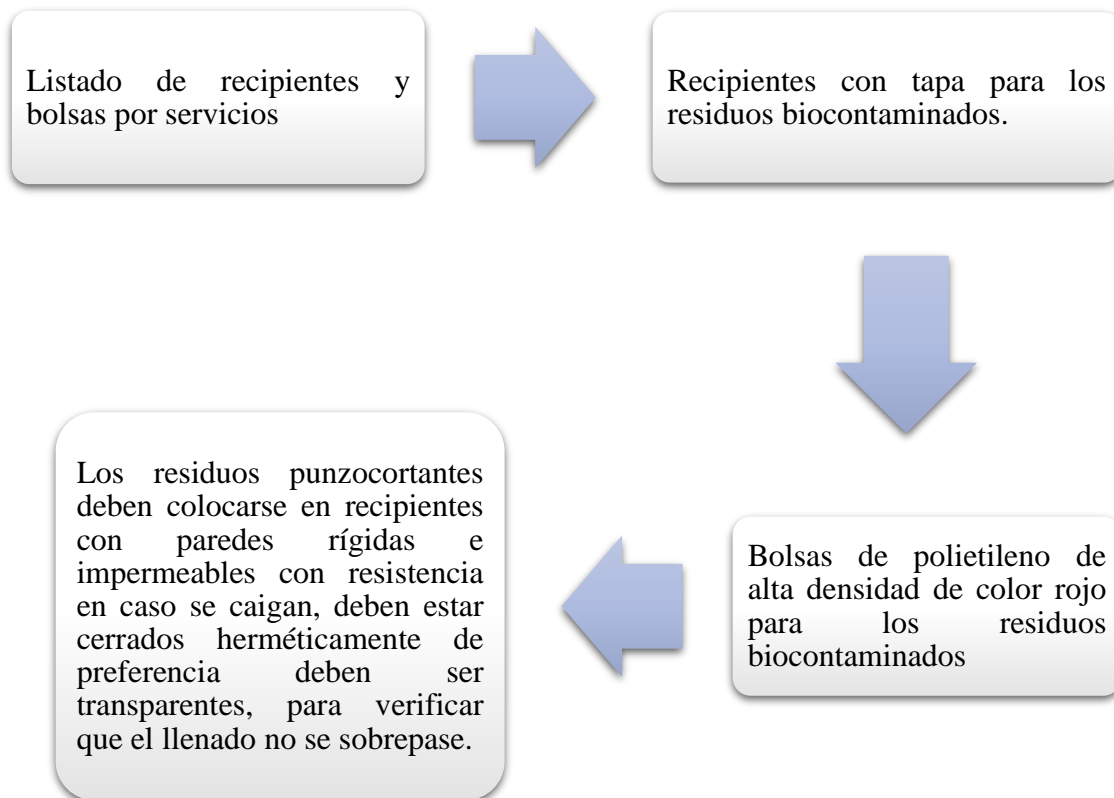 Listado de recipientes y
bolsas por servicios
Recipientes con tapa para los
residuos biocontaminados.
Bolsas de polietileno de
alta densidad de color rojo
para los residuos
biocontaminados
Los residuos punzocortantes
deben colocarse en recipientes
con paredes rígidas e
impermeables con resistencia
en caso se caigan, deben estar
cerrados herméticamente de
preferencia deben ser
transparentes, para verificar
que el llenado no se sobrepase.